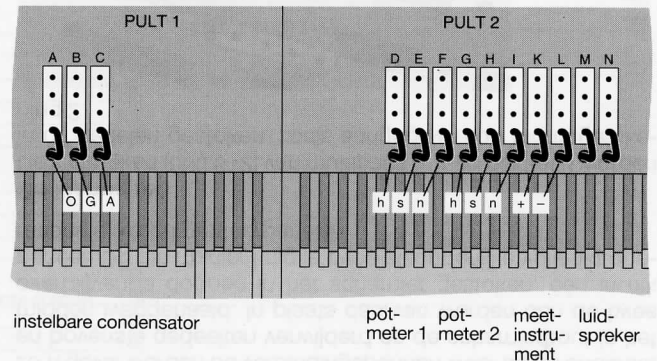 PULT 1 PULT 2
A B C D E F G H I K L M N
O G A h s n h s n + −
instelbare condensator
pot-
meter 1
pot-
meter 2
meet-
instru-
ment
luid-
spreker